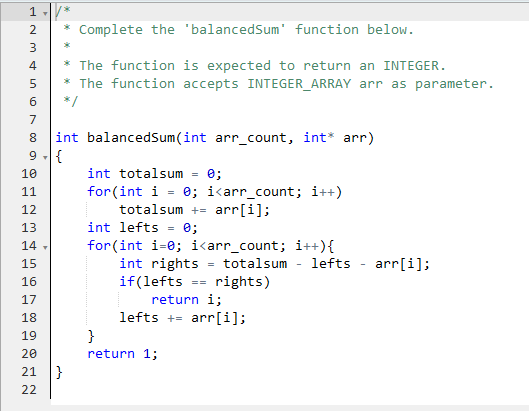 1 /*
2  * Complete the 'balancedSum' function below.
3  *
4  * The function is expected to return an INTEGER.
5  * The function accepts INTEGER_ARRAY arr as parameter.
6  */
7
8 int balancedSum(int arr_count, int* arr)
9 {
10     int totalsum = 0;
11     for(int i = 0; i<arr_count; i++)
12         totalsum += arr[i];
13     int lefts = 0;
14     for(int i=0; i<arr_count; i++){
15         int rights = totalsum - lefts - arr[i];
16         if(lefts == rights)
17             return i;
18         lefts += arr[i];
19     }
20     return 1;
21 }
22